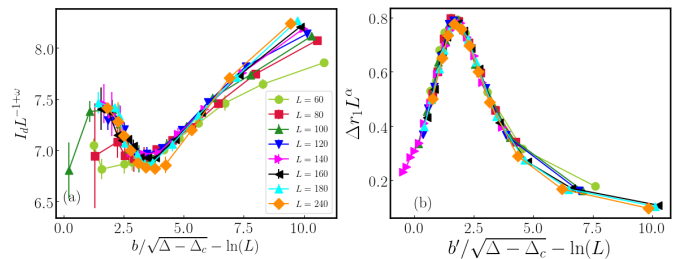 8.0
7.5
7.0
6.5
I_d L^{-1+ω}
L = 60
L = 80
L = 100
L = 120
L = 140
L = 160
L = 180
L = 240
(a)
0.0 2.5 5.0 7.5 10.0
b/√Δ − Δ_c − ln(L)
0.8
0.6
0.4
0.2
Δr₁L^α
(b)
0.0 2.5 5.0 7.5 10.0
b′/√Δ − Δ_c − ln(L)